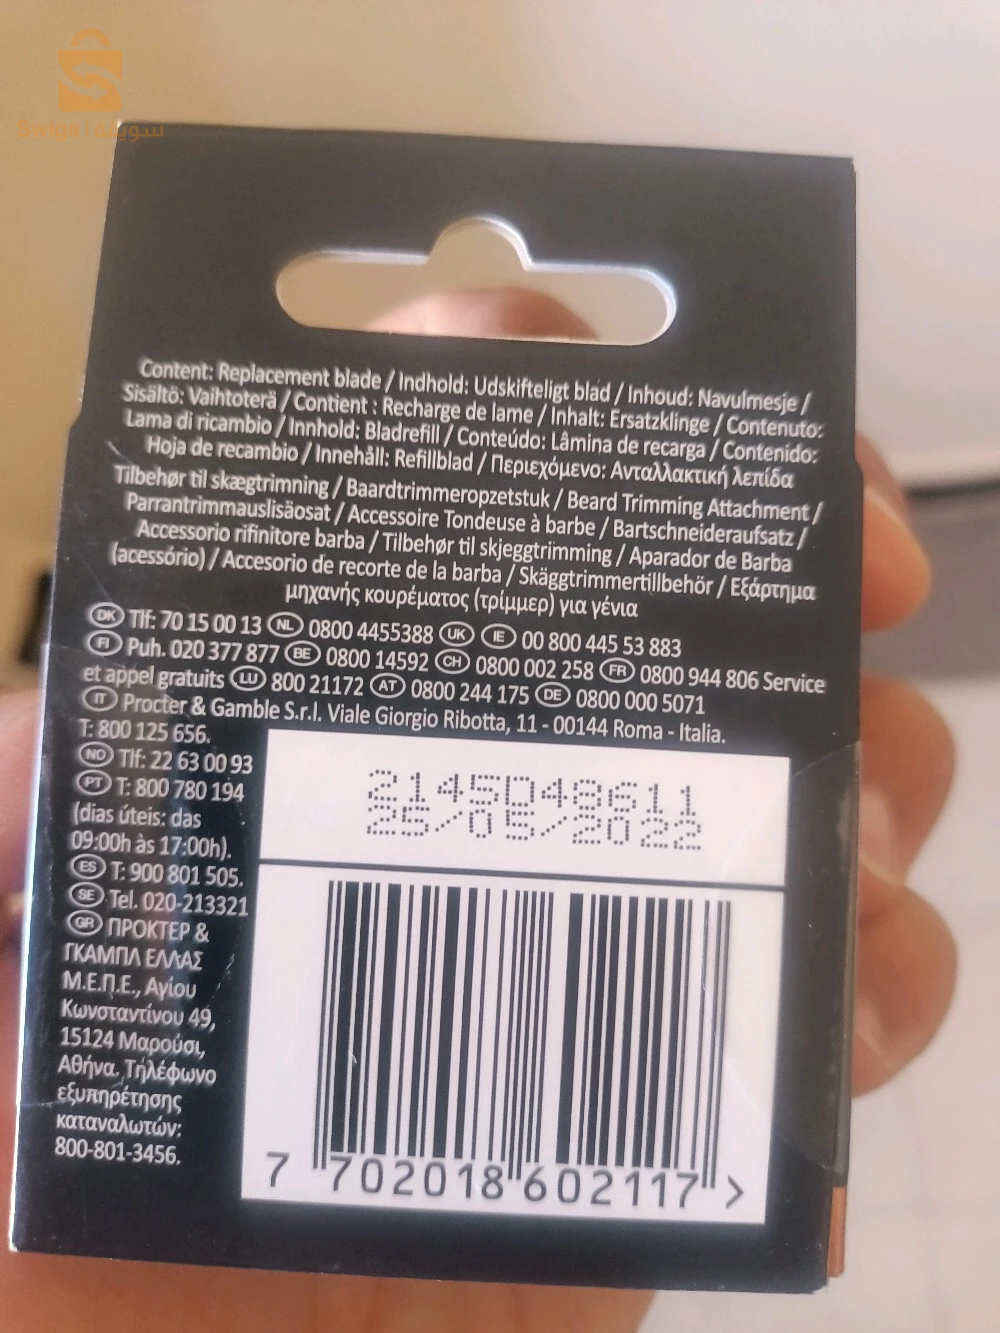 Swiga | سويقة
Content: Replacement blade / Indhold: Udskifteligt blad / Inhoud: Navulmesje /
Sisältö: Vaihtoterä / Contient : Recharge de lame / Inhalt: Ersatzklinge / Contenuto:
Lama di ricambio / Innhold: Bladrefill / Conteúdo: Lâmina de recarga / Contenido:
Hoja de recambio / Innehåll: Refillblad / Περιεχόμενο: Ανταλλακτική λεπίδα
Tilbehør til skægtrimning / Baardtrimmeropzetstuk / Beard Trimming Attachment /
Parrantrimmauslisäosat / Accessoire Tondeuse à barbe / Bartschneideraufsatz /
Accessorio rifinitore barba / Tilbehør til skjeggtrimming / Aparador de Barba
(acessório) / Accesorio de recorte de la barba / Skäggtrimmertillbehör / Εξάρτημα
μηχανής κουρέματος (τρίμμερ) για γένια
DK Tlf: 70 15 00 13 NL 0800 4455388 UK IE 00 800 445 53 883
FI Puh. 020 377 877 BE 0800 14592 CH 0800 002 258 FR 0800 944 806 Service
et appel gratuits LU 800 21172 AT 0800 244 175 DE 0800 000 5071
IT Procter & Gamble S.r.l. Viale Giorgio Ribotta, 11 - 00144 Roma - Italia.
T: 800 125 656.
NO Tlf: 22 63 00 93
PT T: 800 780 194
(dias úteis: das
09:00h às 17:00h).
ES T: 900 801 505.
SE Tel. 020-213321
GR ΠΡΟΚΤΕΡ &
ΓΚΑΜΠΛ ΕΛΛΑΣ
Μ.Ε.Π.Ε., Αγίου
Κωνσταντίνου 49,
15124 Μαρούσι,
Αθήνα. Τηλέφωνο
εξυπηρέτησης
καταναλωτών:
800-801-3456.
2145D48611
25/05/2022
7 702018 602117 >